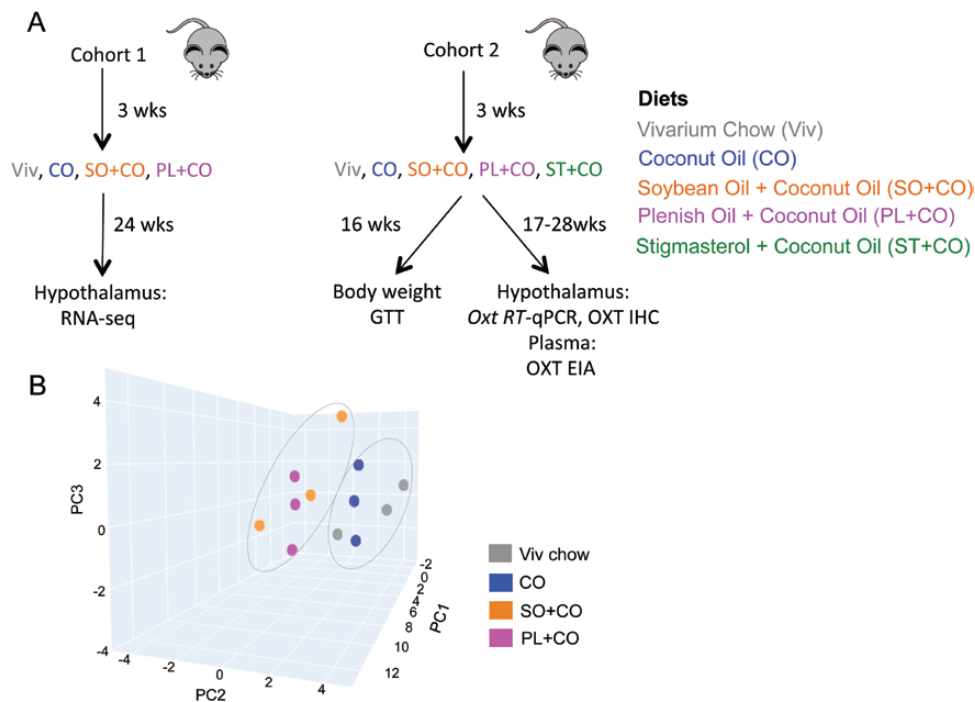 A
Cohort 1
3 wks
Viv, CO, SO+CO, PL+CO
24 wks
Hypothalamus:
RNA-seq
Cohort 2
3 wks
Viv, CO, SO+CO, PL+CO, ST+CO
16 wks
17-28wks
Body weight
GTT
Hypothalamus:
Oxt RT-qPCR, OXT IHC
Plasma:
OXT EIA
Diets
Vivarium Chow (Viv)
Coconut Oil (CO)
Soybean Oil + Coconut Oil (SO+CO)
Plenish Oil + Coconut Oil (PL+CO)
Stigmasterol + Coconut Oil (ST+CO)
B
4
2
0
-2
-4
PC3
-4
-2
0
2
4
PC2
-2
0
2
4
6
8
10
12
PC1
Viv chow
CO
SO+CO
PL+CO